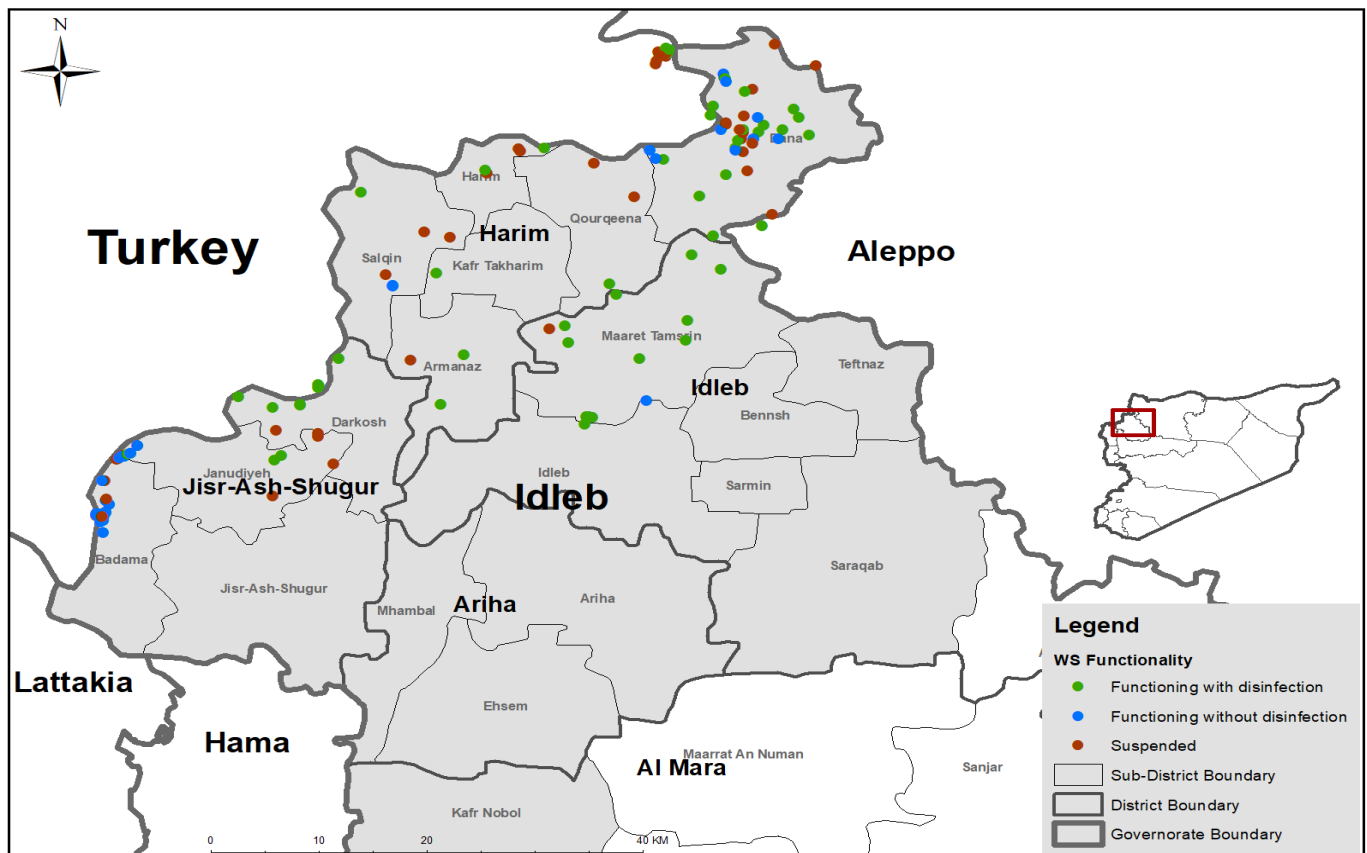 N
Dana
Harim
Qourqeena
Harim
Turkey
Aleppo
Salqin
Kafr Takharim
Maaret Tamsrin
Teftnaz
Armanaz
Idleb
Bennsh
Darkosh
Janudiyeh
Idleb
Sarmin
Jisr-Ash-Shugur
Idleb
Badama
Saraqab
Jisr-Ash-Shugur
Ariha
Mhambal
Ariha
Lattakia
Ehsem
Hama
Maarrat An Numan
Al Mara
Sanjar
Kafr Nobol
0 10 20 40 KM
Legend
WS Functionality
Functioning with disinfection
Functioning without disinfection
Suspended
Sub-District Boundary
District Boundary
Governorate Boundary